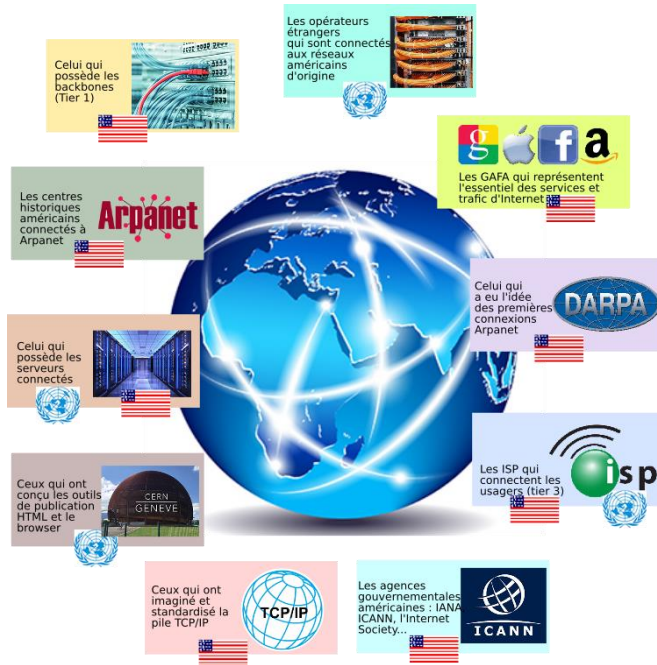 Celui qui
possède les
backbones
(Tier 1)
Les opérateurs
étrangers
qui sont connectés
aux réseaux
américains
d'origine
g f a
Les GAFA qui représentent
l'essentiel des services et
trafic d'Internet
Les centres
historiques
américains
connectés à
Arpanet
Arpanet
Celui qui
a eu l'idée
des premières
connexions
Arpanet
DARPA
Celui qui
possède les
serveurs
connectés
Les ISP qui
connectent les
usagers (tier 3)
isp
Ceux qui ont
conçu les outils
de publication
HTML et le
browser
CERN
GENEVE
Ceux qui ont
imaginé et
standardisé la
pile TCP/IP
TCP/IP
Les agences
gouvernementales
américaines : IANA
ICANN, l'Internet
Society...
ICANN